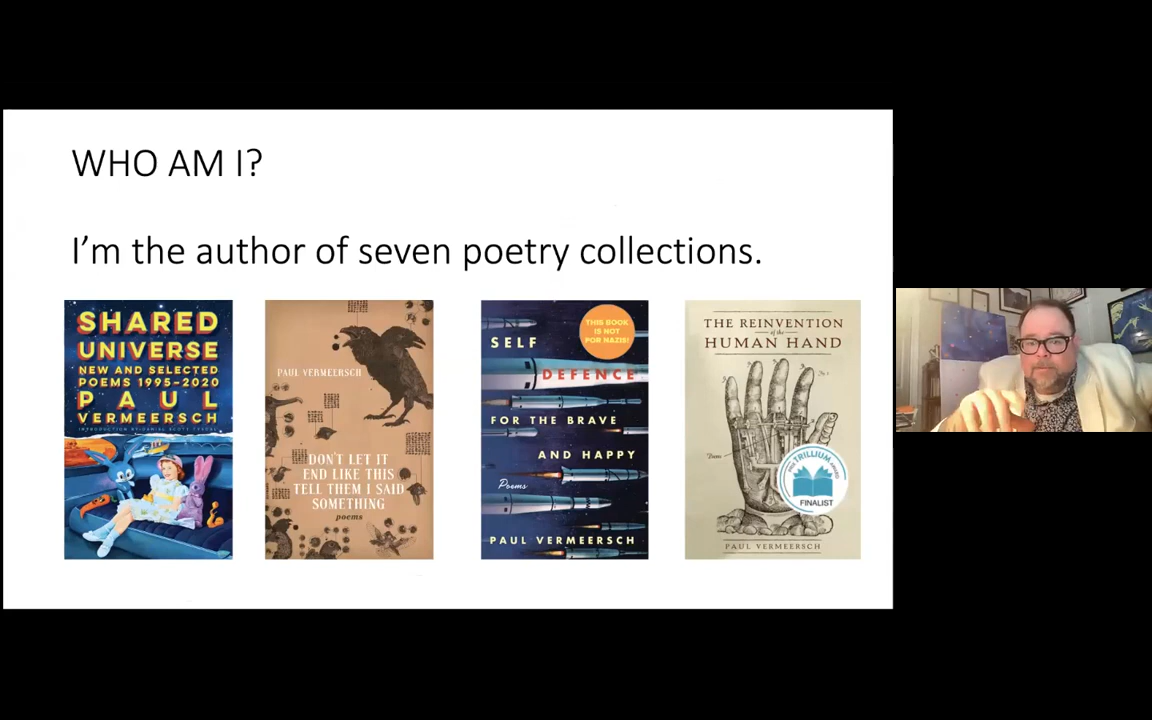 WHO AM I?
I'm the author of seven poetry collections.
SHARED
UNIVERSE
NEW AND SELECTED
POEMS 1995-2020
PAUL
VERMEERSCH
PAUL VERMEERSCH
DON'T LET IT
END LIKE THIS
TELL THEM I SAID
SOMETHING
poems
THIS BOOK
IS NOT
FOR NAZIS!
SELF
DEFENCE
FOR THE BRAVE
AND HAPPY
Poems
PAUL VERMEERSCH
THE REINVENTION
of the
HUMAN HAND
TRILLIUM
FINALIST
PAUL VERMEERSCH